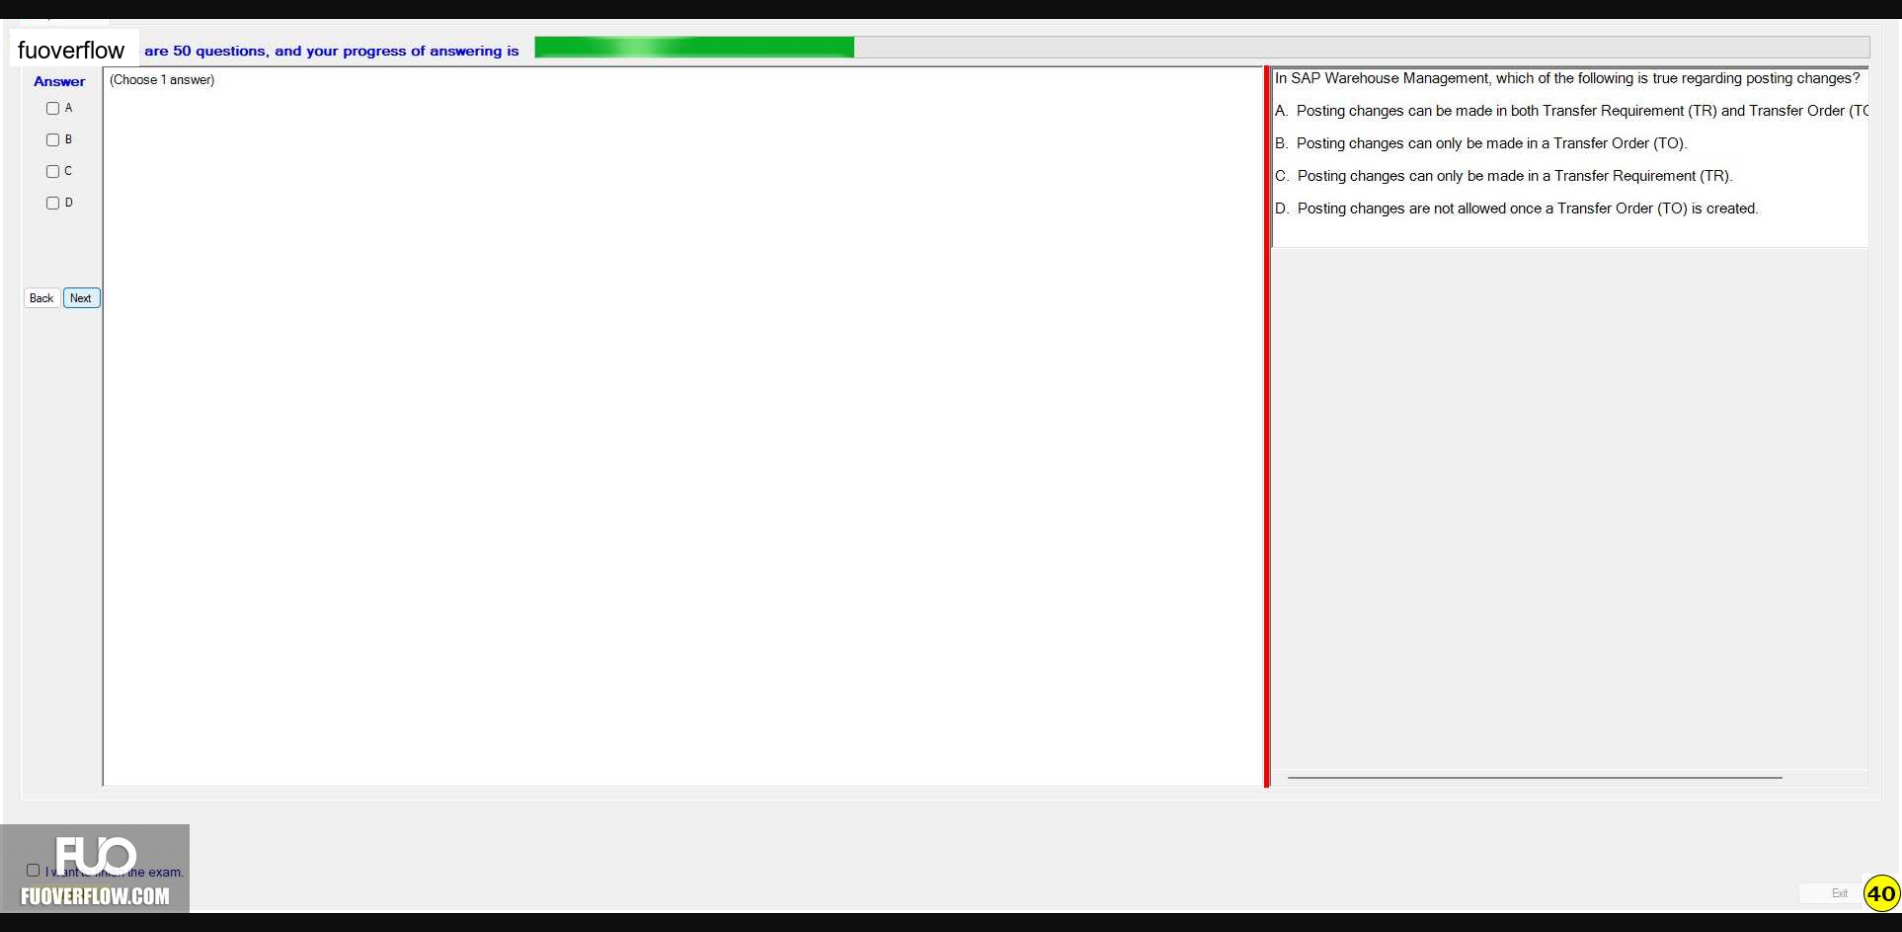 fuoverflow are 50 questions, and your progress of answering is
Answer
(Choose 1 answer)
A
B
C
D
Back Next
In SAP Warehouse Management, which of the following is true regarding posting changes?
A. Posting changes can be made in both Transfer Requirement (TR) and Transfer Order (TO
B. Posting changes can only be made in a Transfer Order (TO).
C. Posting changes can only be made in a Transfer Requirement (TR).
D. Posting changes are not allowed once a Transfer Order (TO) is created.
FUO
I want to finish the exam.
FUOVERFLOW.COM
Exit
40